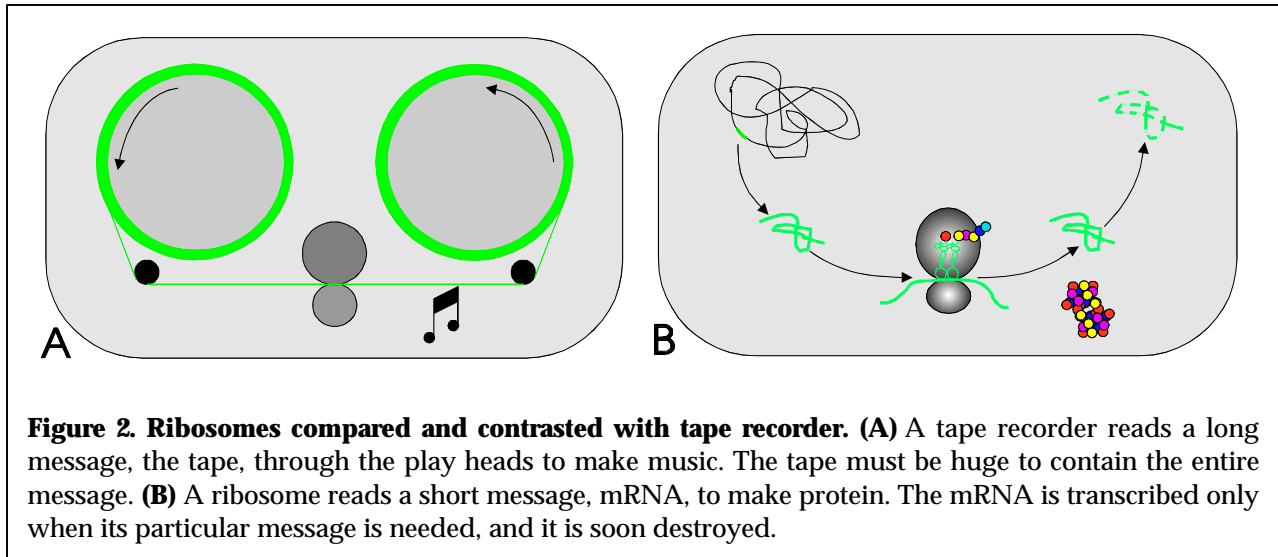 A
B
Figure 2. Ribosomes compared and contrasted with tape recorder. (A) A tape recorder reads a long
message, the tape, through the play heads to make music. The tape must be huge to contain the entire
message. (B) A ribosome reads a short message, mRNA, to make protein. The mRNA is transcribed only
when its particular message is needed, and it is soon destroyed.